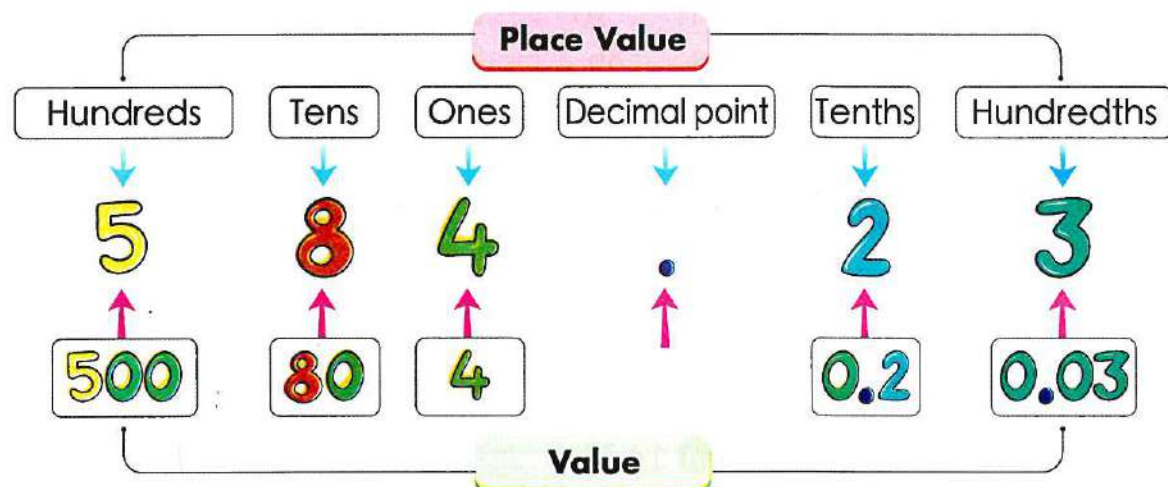 Place Value
Hundreds Tens Ones Decimal point Tenths Hundredths
5 8 4 . 2 3
500 80 4 0.2 0.03
Value